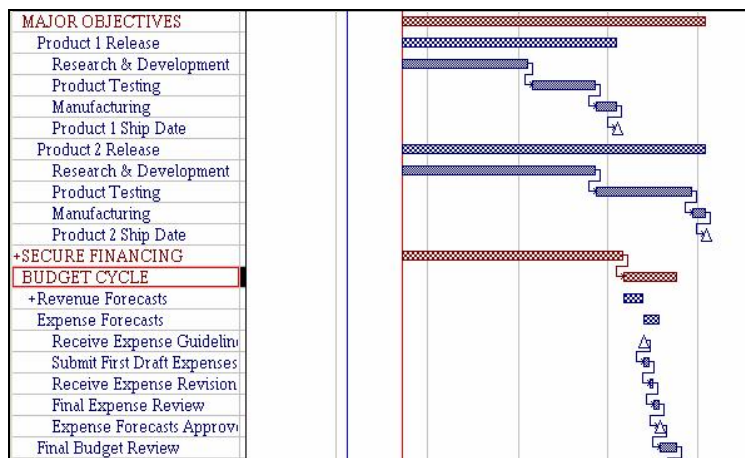 MAJOR OBJECTIVES
Product 1 Release
Research & Development
Product Testing
Manufacturing
Product 1 Ship Date
Product 2 Release
Research & Development
Product Testing
Manufacturing
Product 2 Ship Date
+SECURE FINANCING
BUDGET CYCLE
+Revenue Forecasts
Expense Forecasts
Receive Expense Guidelin
Submit First Draft Expenses
Receive Expense Revision
Final Expense Review
Expense Forecasts Approv
Final Budget Review